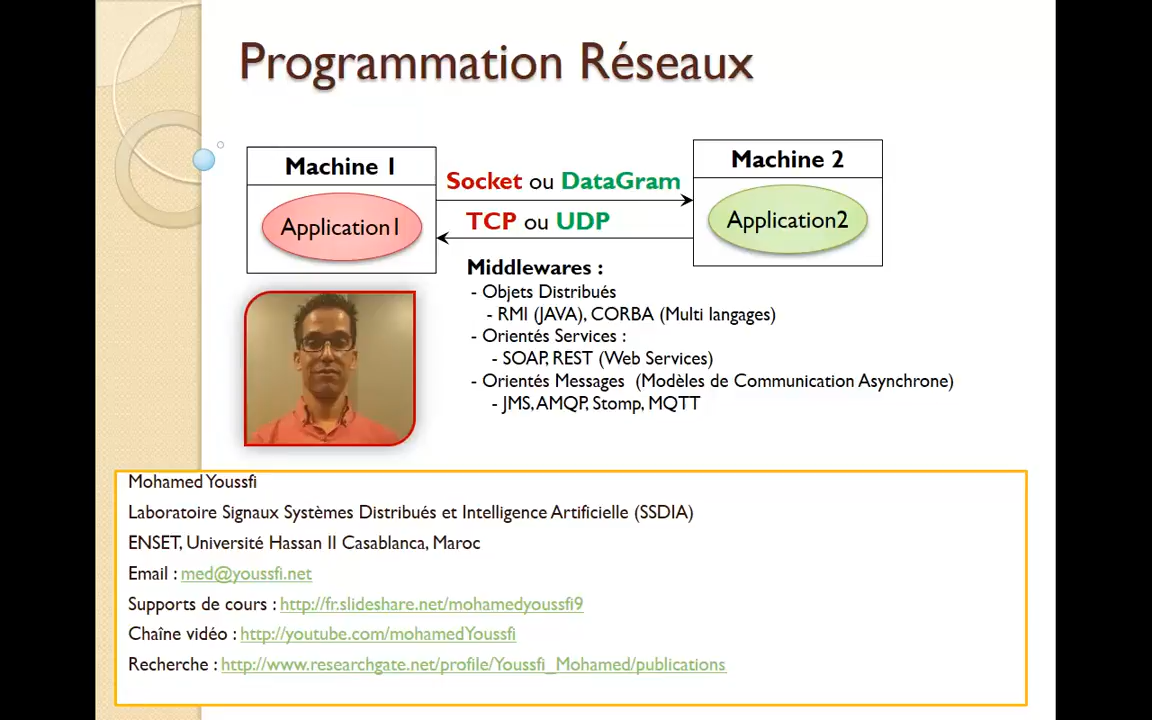 Programmation Réseaux
Machine 1
Application1
Socket ou DataGram
TCP ou UDP
Machine 2
Application2
Middlewares :
- Objets Distribués
- RMI (JAVA), CORBA (Multi langages)
- Orientés Services :
- SOAP, REST (Web Services)
- Orientés Messages (Modèles de Communication Asynchrone)
- JMS, AMQP, Stomp, MQTT
Mohamed Youssfi
Laboratoire Signaux Systèmes Distribués et Intelligence Artificielle (SSDIA)
ENSET, Université Hassan II Casablanca, Maroc
Email : med@youssfi.net
Supports de cours : http://fr.slideshare.net/mohamedyoussfi9
Chaîne vidéo : http://youtube.com/mohamedYoussfi
Recherche : http://www.researchgate.net/profile/Youssfi_Mohamed/publications